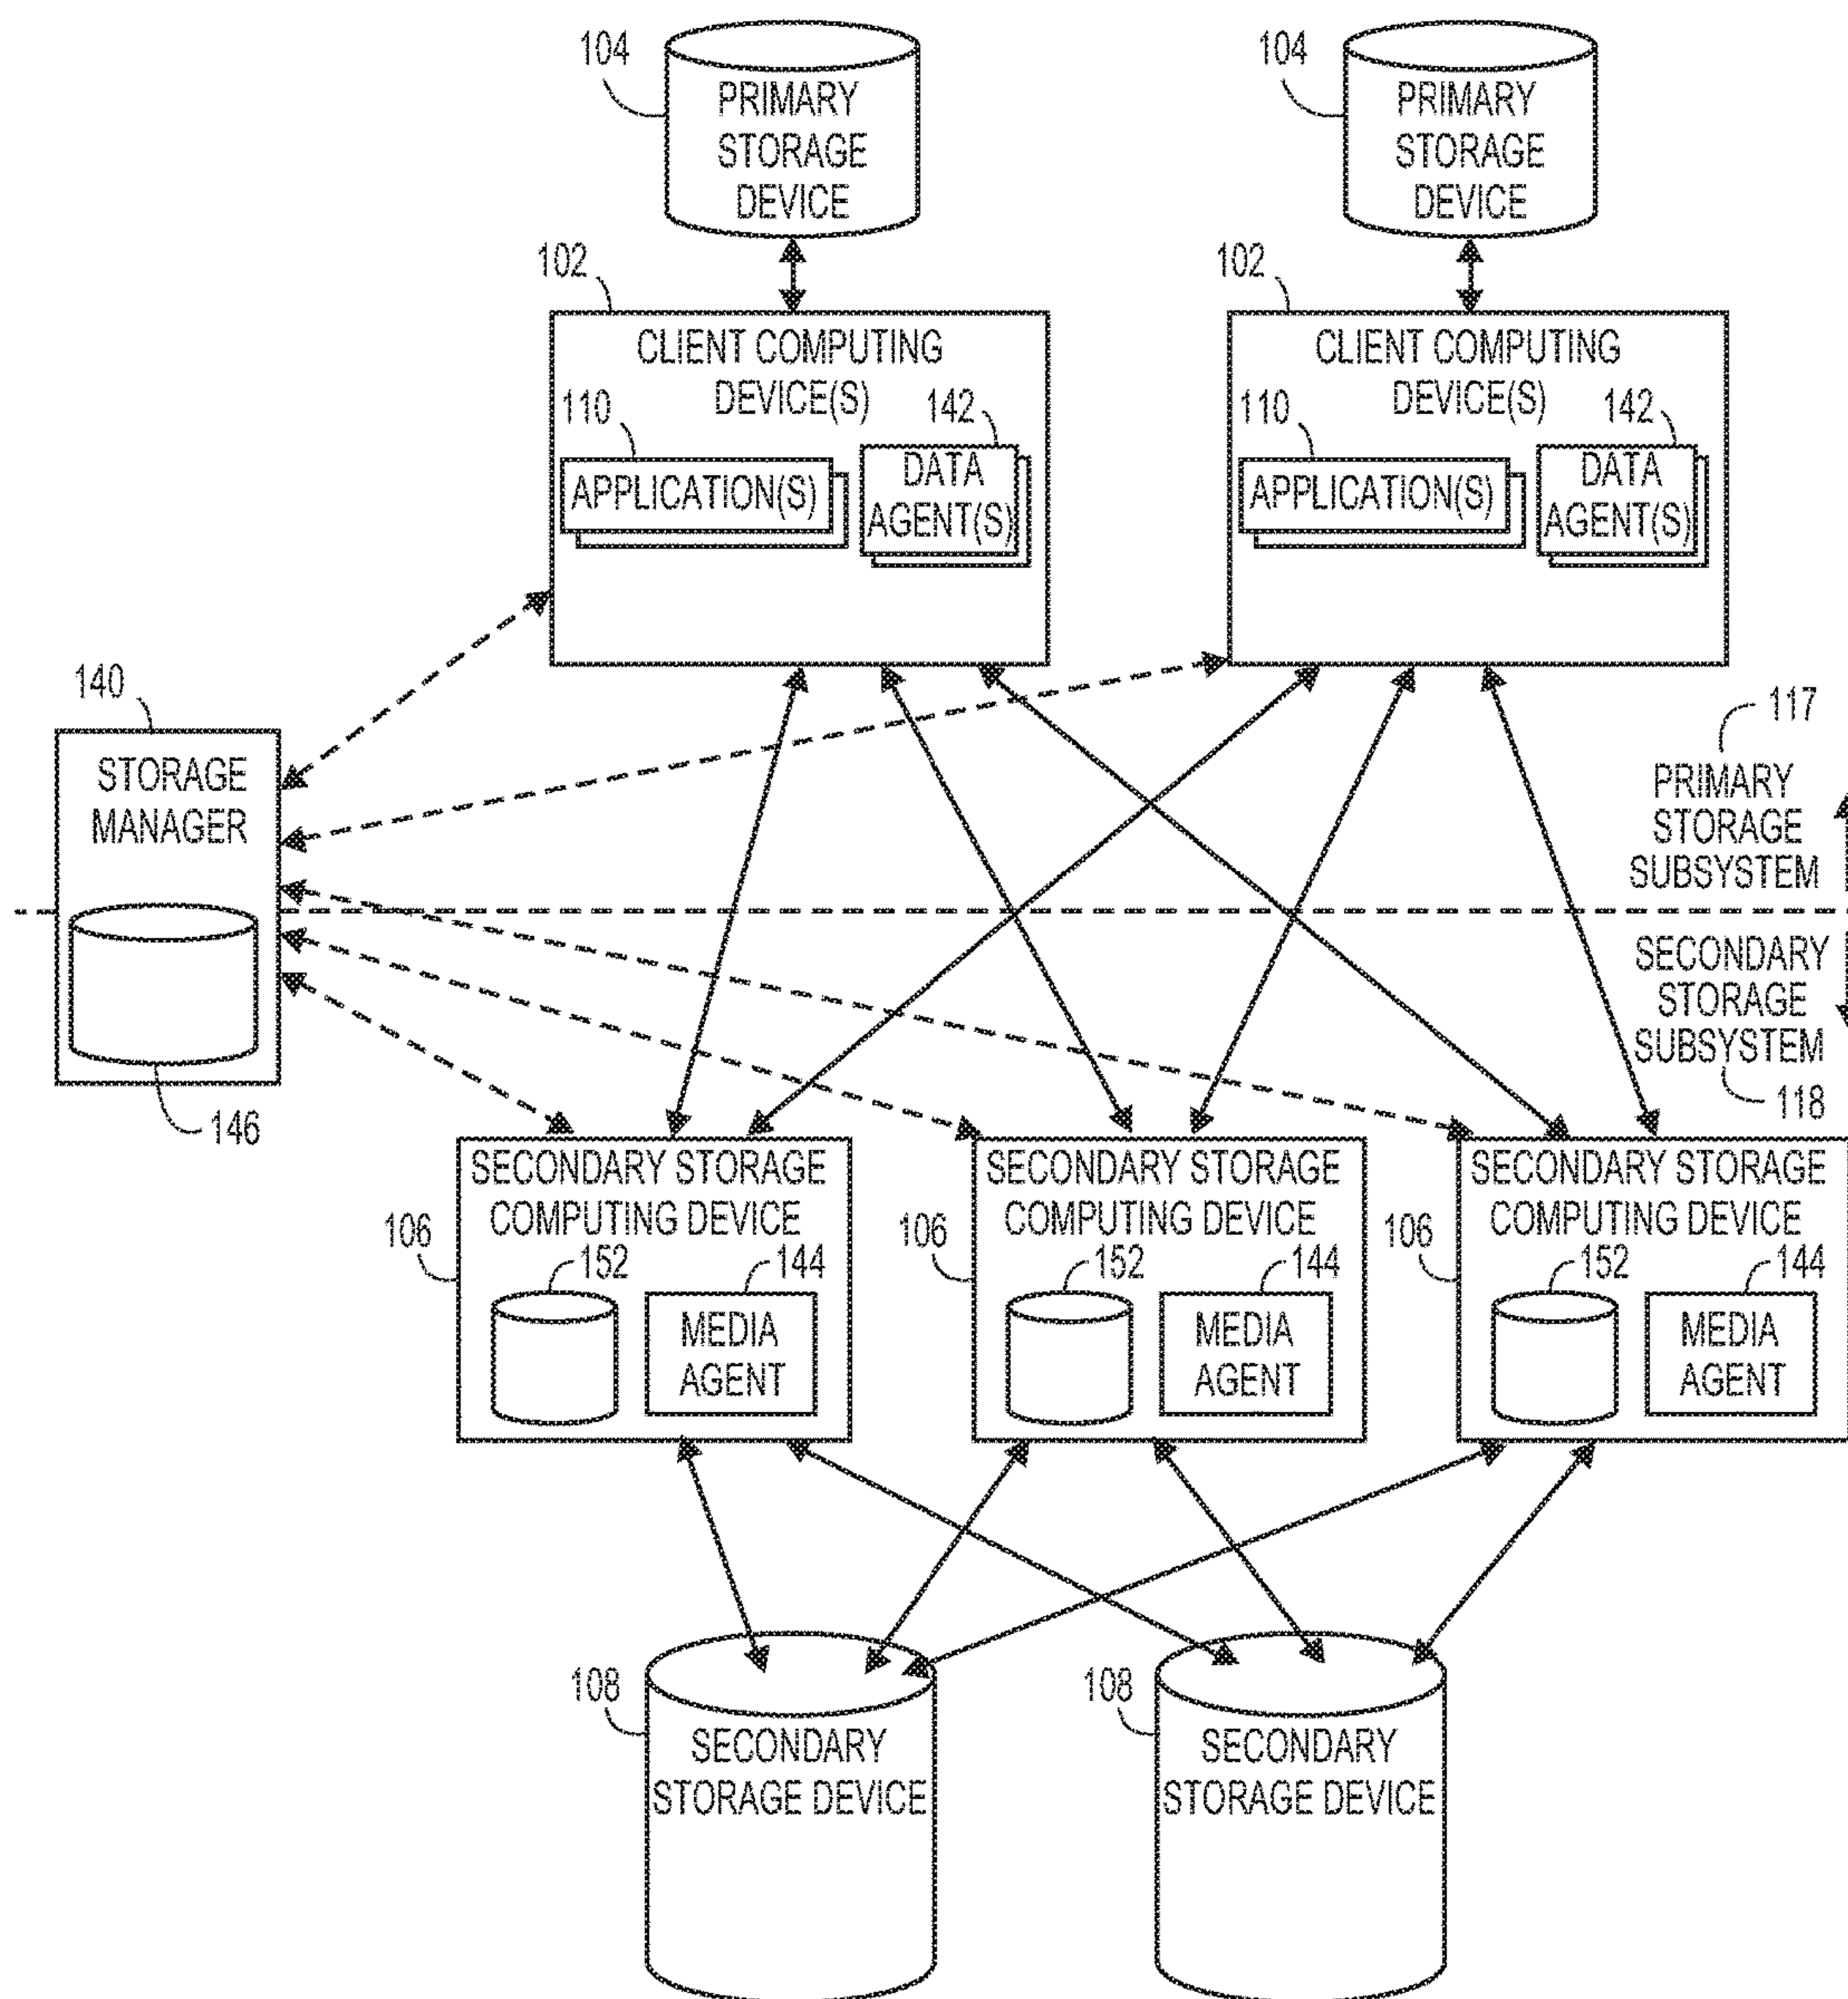 104
PRIMARY
STORAGE
DEVICE
104
PRIMARY
STORAGE
DEVICE
102
CLIENT COMPUTING
DEVICE(S)
110
142
APPLICATION(S)
DATA
AGENT(S)
102
CLIENT COMPUTING
DEVICE(S)
110
142
APPLICATION(S)
DATA
AGENT(S)
140
STORAGE
MANAGER
146
117
PRIMARY
STORAGE
SUBSYSTEM
SECONDARY
STORAGE
SUBSYSTEM
118
106
SECONDARY STORAGE
COMPUTING DEVICE
152
144
MEDIA
AGENT
106
SECONDARY STORAGE
COMPUTING DEVICE
152
144
MEDIA
AGENT
106
SECONDARY STORAGE
COMPUTING DEVICE
152
144
MEDIA
AGENT
108
SECONDARY
STORAGE DEVICE
108
SECONDARY
STORAGE DEVICE